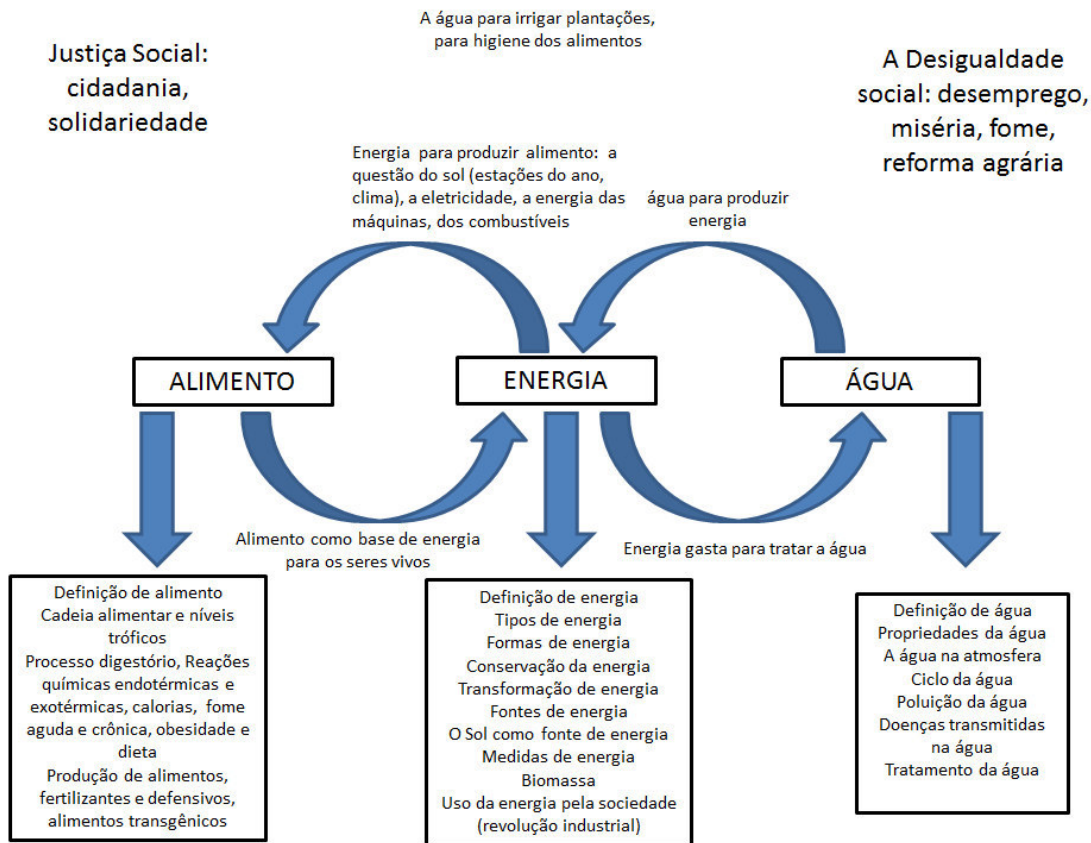 A água para irrigar plantações,
para higiene dos alimentos
Justiça Social:
cidadania,
solidariedade
A Desigualdade
social: desemprego,
miséria, fome,
reforma agrária
Energia para produzir alimento: a
questão do sol (estações do ano,
clima), a eletricidade, a energia das
máquinas, dos combustíveis
água para produzir
energia
ALIMENTO
ENERGIA
ÁGUA
Alimento como base de energia
para os seres vivos
Energia gasta para tratar a água
Definição de alimento
Cadeia alimentar e níveis
tróficos
Processo digestório, Reações
químicas endotérmicas e
exotérmicas, calorias, fome
aguda e crônica, obesidade e
dieta
Produção de alimentos,
fertilizantes e defensivos,
alimentos transgênicos
Definição de energia
Tipos de energia
Formas de energia
Conservação da energia
Transformação de energia
Fontes de energia
O Sol como fonte de energia
Medidas de energia
Biomassa
Uso da energia pela sociedade
(revolução industrial)
Definição de água
Propriedades da água
A água na atmosfera
Ciclo da água
Poluição da água
Doenças transmitidas
na água
Tratamento da água